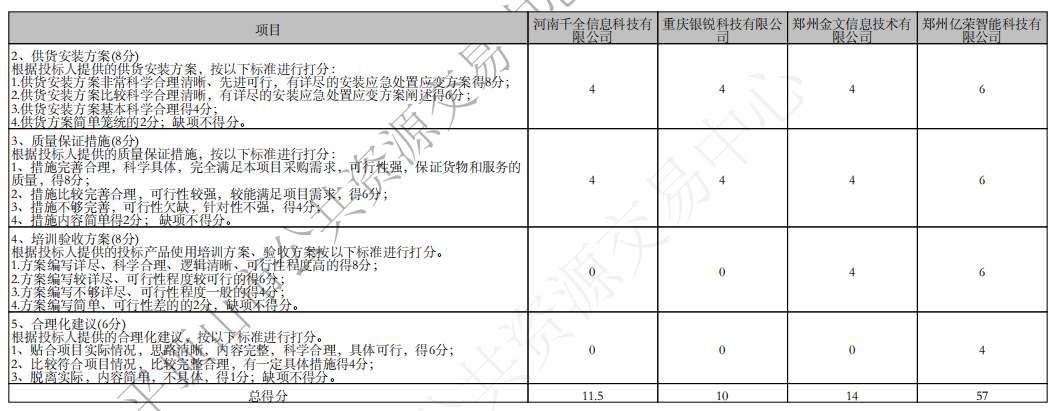 项目
河南千全信息科技有限公司
重庆银锐科技有限公司
郑州金文信息技术有限公司
郑州亿荣智能科技有限公司
2、供货安装方案(8分)
根据投标人提供的供货安装方案，按以下标准进行打分：
1.供货安装方案非常科学合理清晰、先进可行，有详尽的安装应急处置应变方案得8分；
2.供货安装方案比较科学合理清晰，有详尽的安装应急处置应变方案阐述得6分；
3.供货安装方案基本科学合理得4分；
4.供货方案简单笼统的2分；缺项不得分。
4
4
4
6
3、质量保证措施(8分)
根据投标人提供的质量保证措施，按以下标准进行打分：
1、措施完善合理，科学具体，完全满足本项目采购需求，可行性强，保证货物和服务的
质量，得8分；
2、措施比较完善合理，可行性较强，较能满足项目需求，得6分；
3、措施不够完善，可行性欠缺，针对性不强，得4分；
4、措施内容简单得2分；缺项不得分。
4
4
4
6
4、培训验收方案(8分)
根据投标人提供的投标产品使用培训方案、验收方案按以下标准进行打分。
1.方案编写详尽、科学合理、逻辑清晰、可行性程度高的得8分；
2.方案编写较详尽、可行性程度较可行的得6分；
3.方案编写不够详尽、可行性程度一般的得4分；
4.方案编写简单、可行性差的的2分，缺项不得分。
0
0
4
6
5、合理化建议(6分)
根据投标人提供的合理化建议，按以下标准进行打分。
1、贴合项目实际情况，思路清晰，内容完整，科学合理，具体可行，得6分；
2、比较符合项目情况，比较完整合理，有一定具体措施得4分；
3、脱离实际，内容简单，不具体，得1分；缺项不得分。
0
0
0
4
总得分
11.5
10
14
57
公共资源交易中心